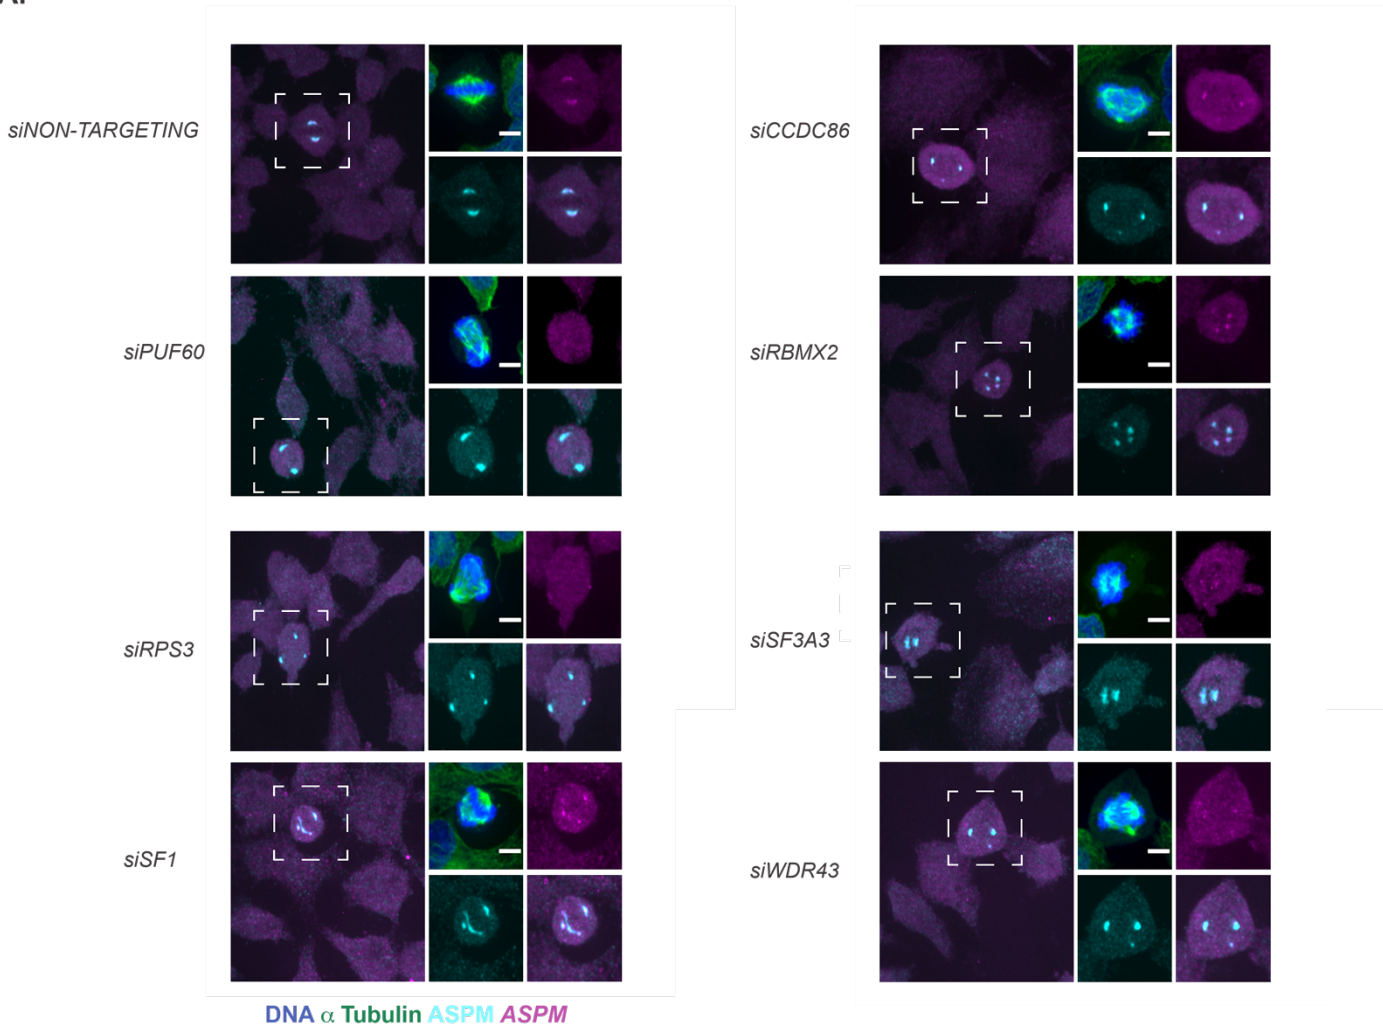 siNON-TARGETING
siCCDC86
siPUF60
siRBMX2
siRPS3
siSF3A3
siSF1
siWDR43
DNA α Tubulin ASPM ASPM